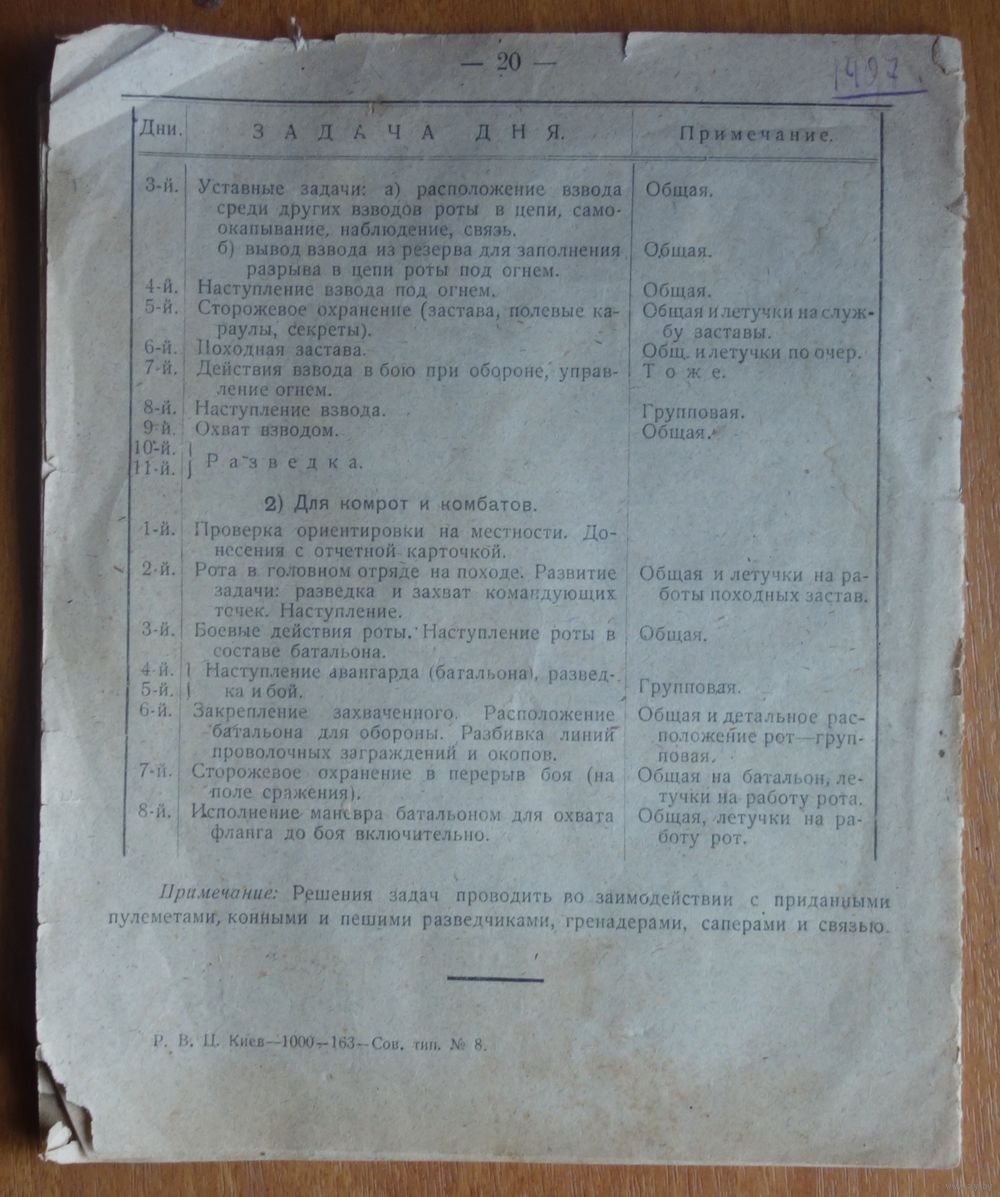 — 20 —
1497
Дни. ЗАДАЧА ДНЯ. Примечание.
3-й. Уставные задачи: а) расположение взвода Общая.
среди других взводов роты в цепи, само-
окапывание, наблюдение, связь.
б) вывод взвода из резерва для заполнения Общая.
разрыва в цепи роты под огнем.
4-й. Наступление взвода под огнем. Общая.
5-й. Сторожевое охранение (застава, полевые ка- Общая и летучки на служ-
раулы, секреты). бу заставы.
6-й. Походная застава. Общ. и летучки по очер.
7-й. Действия взвода в бою при обороне, управ- Тоже.
ление огнем.
8-й. Наступление взвода. Групповая.
9-й. Охват взводом. Общая.
10-й.
11-й. Разведка.
2) Для комрот и комбатов.
1-й. Проверка ориентировки на местности. До-
несения с отчетной карточкой.
2-й. Рота в головном отряде на походе. Развитие Общая и летучки на ра-
задачи: разведка и захват командующих боты походных застав.
точек. Наступление.
3-й. Боевые действия роты. Наступление роты в Общая.
составе батальона.
4-й. Наступление авангарда (батальона), развед-
5-й. ка и бой. Групповая.
6-й. Закрепление захваченного. Расположение Общая и детальное рас-
батальона для обороны. Разбивка линий положение рот—груп-
проволочных заграждений и окопов. повая.
7-й. Сторожевое охранение в перерыв боя (на Общая на батальон, ле-
поле сряжения). тучки на работу рота.
8-й. Исполнение маневра батальоном для охвата Общая, летучки на ра-
фланга до боя включительно. боту рот.
Примечание: Решения задач проводить во заимодействии с приданными
пулеметами, конными и пешими разведчиками, гренадерами, саперами и связью.
Р. В. Ц. Киев—1000—163—Сов. тип. № 8.